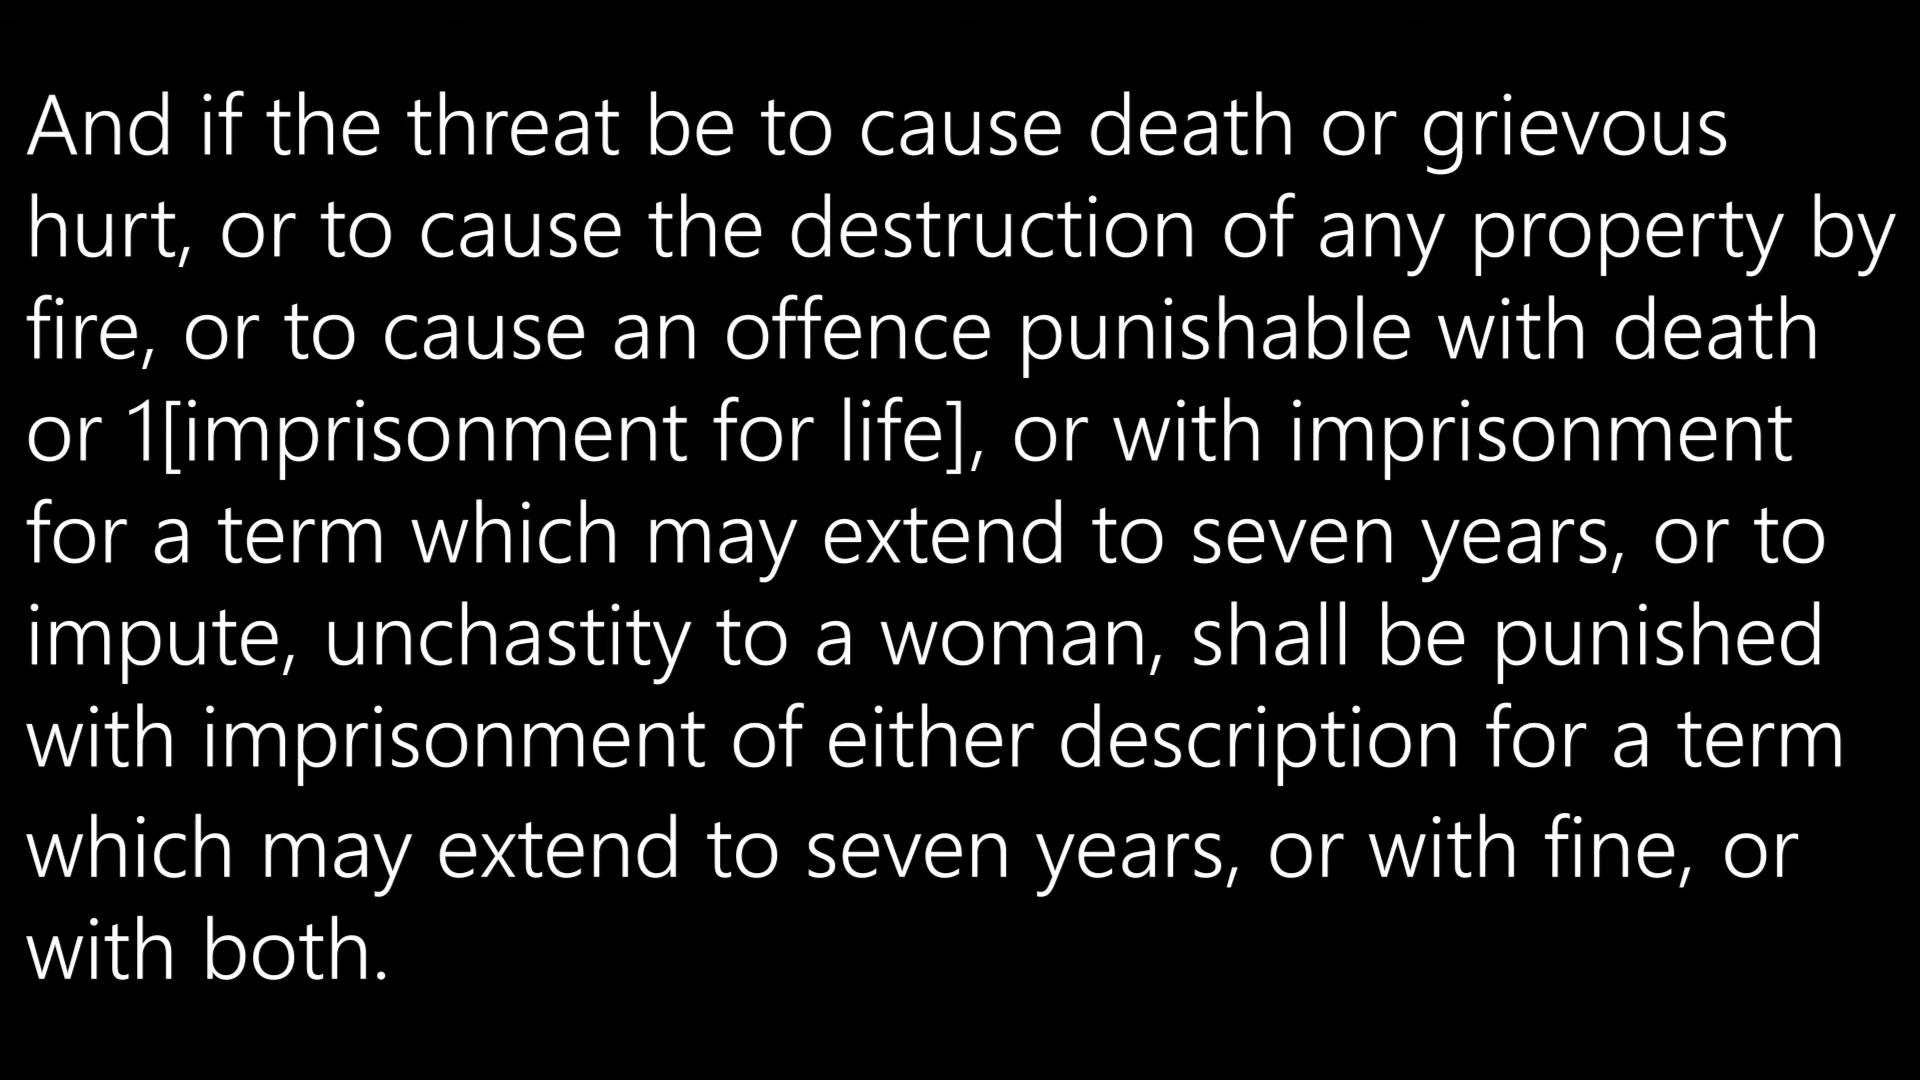 And if the threat be to cause death or grievous
hurt, or to cause the destruction of any property by
fire, or to cause an offence punishable with death
or 1[imprisonment for life], or with imprisonment
for a term which may extend to seven years, or to
impute, unchastity to a woman, shall be punished
with imprisonment of either description for a term
which may extend to seven years, or with fine, or
with both.